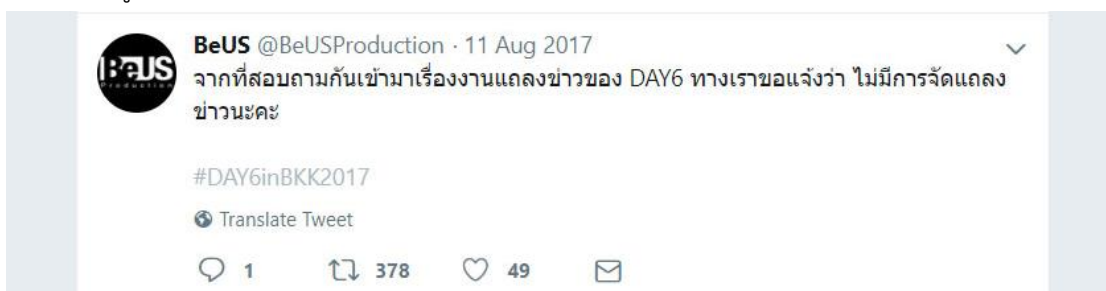 BeUS @BeUSProduction · 11 Aug 2017
BeUS
Production
จากที่สอบถามกันเข้ามาเรื่องงานแถลงข่าวของ DAY6 ทางเราขอแจ้งว่า ไม่มีการจัดแถลง
ข่าวนะคะ
#DAY6inBKK2017
Translate Tweet
1 378 49